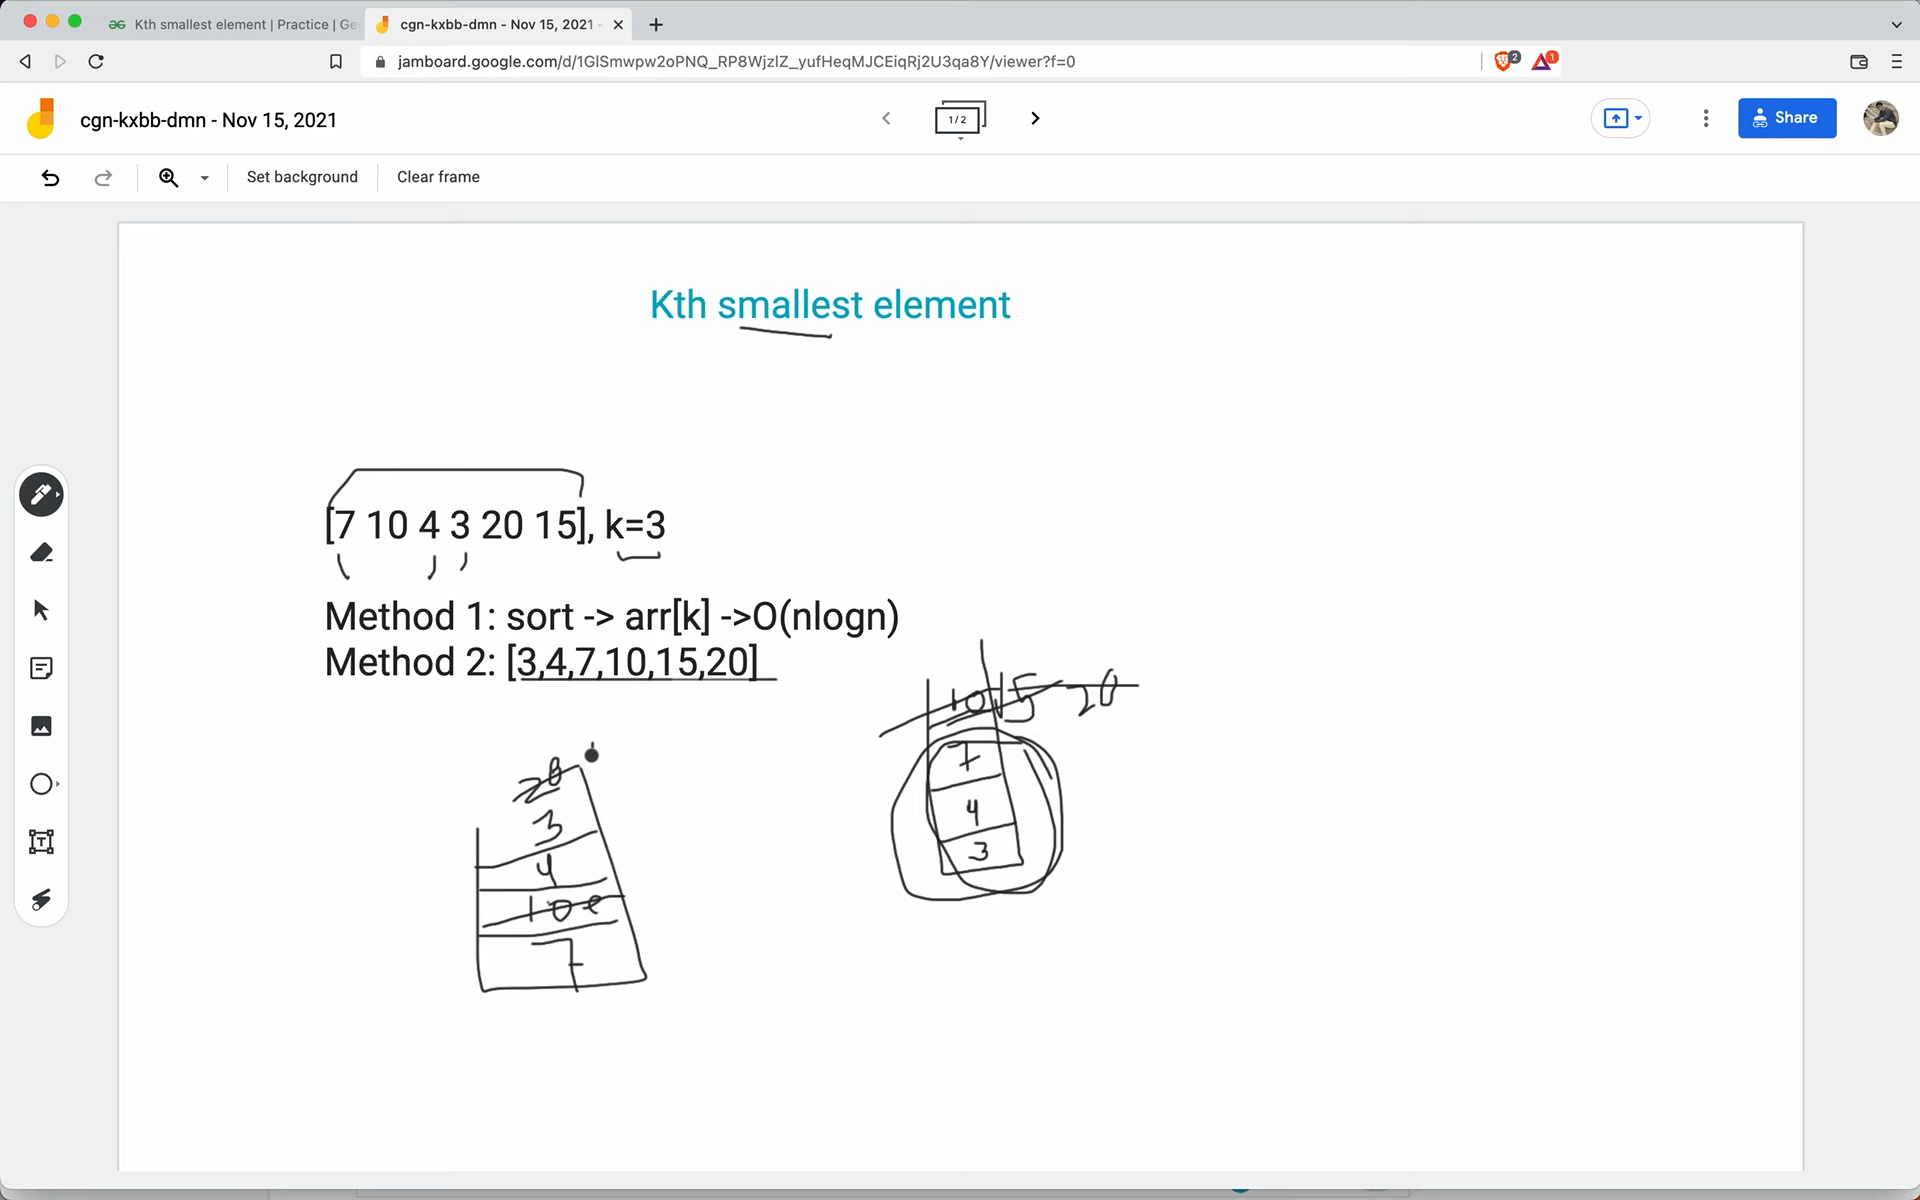 Kth smallest element | Practice | Ge
cgn-kxbb-dmn - Nov 15, 2021 -
jamboard.google.com/d/1GlSmwpw2oPNQ_RP8WjzlZ_yufHeqMJCEiqRj2U3qa8Y/viewer?f=0
2
1
cgn-kxbb-dmn - Nov 15, 2021
1/2
Share
Set background
Clear frame
Kth smallest element
[7 10 4 3 20 15], k=3
Method 1: sort -> arr[k] ->O(nlogn)
Method 2: [3,4,7,10,15,20]
10 15 20
7
4
3
20
3
4
10
7